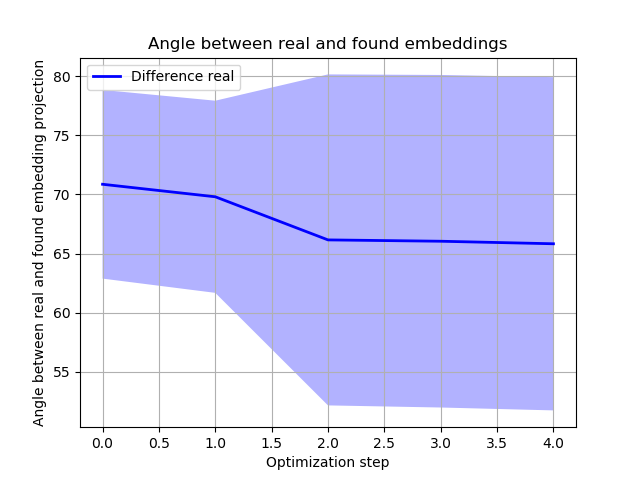 Angle between real and found embeddings
Difference real
Angle between real and found embedding projection
80
75
70
65
60
55
0.0 0.5 1.0 1.5 2.0 2.5 3.0 3.5 4.0
Optimization step